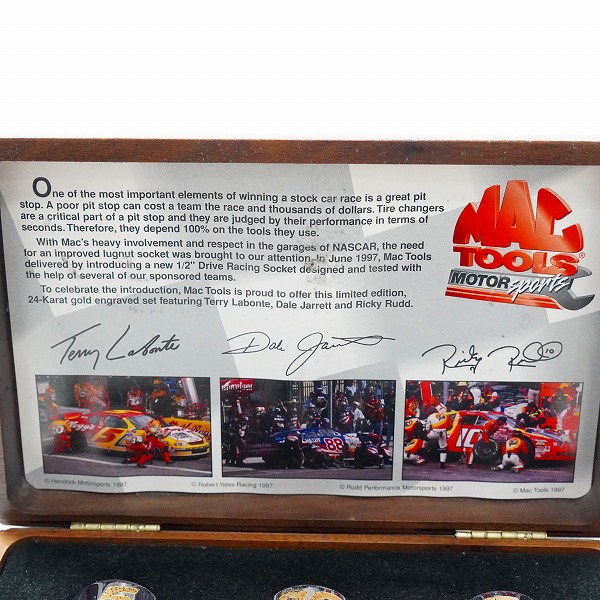 One of the most important elements of winning a stock car race is a great pit
stop. A poor pit stop can cost a team the race and thousands of dollars. Tire changers
are a critical part of a pit stop and they are judged by their performance in terms of
seconds. Therefore, they depend 100% on the tools they use.
With Mac's heavy involvement and respect in the garages of NASCAR, the need
for an improved lugnut socket was brought to our attention. In June 1997, Mac Tools
delivered by introducing a new 1/2" Drive Racing Socket designed and tested with
the help of several of our sponsored teams.
To celebrate the introduction, Mac Tools is proud to offer this limited edition,
24-Karat gold engraved set featuring Terry Labonte, Dale Jarrett and Ricky Rudd.
MAC
TOOLS®
MOTORsports
Terry Labonte
Dale Jarrett
Ricky Rudd 10
Kellogg's 5
88
10
© Hendrick Motorsports 1997
© Robert Yates Racing 1997
© Rudd Performance Motorsports 1997
© Mac Tools 1997